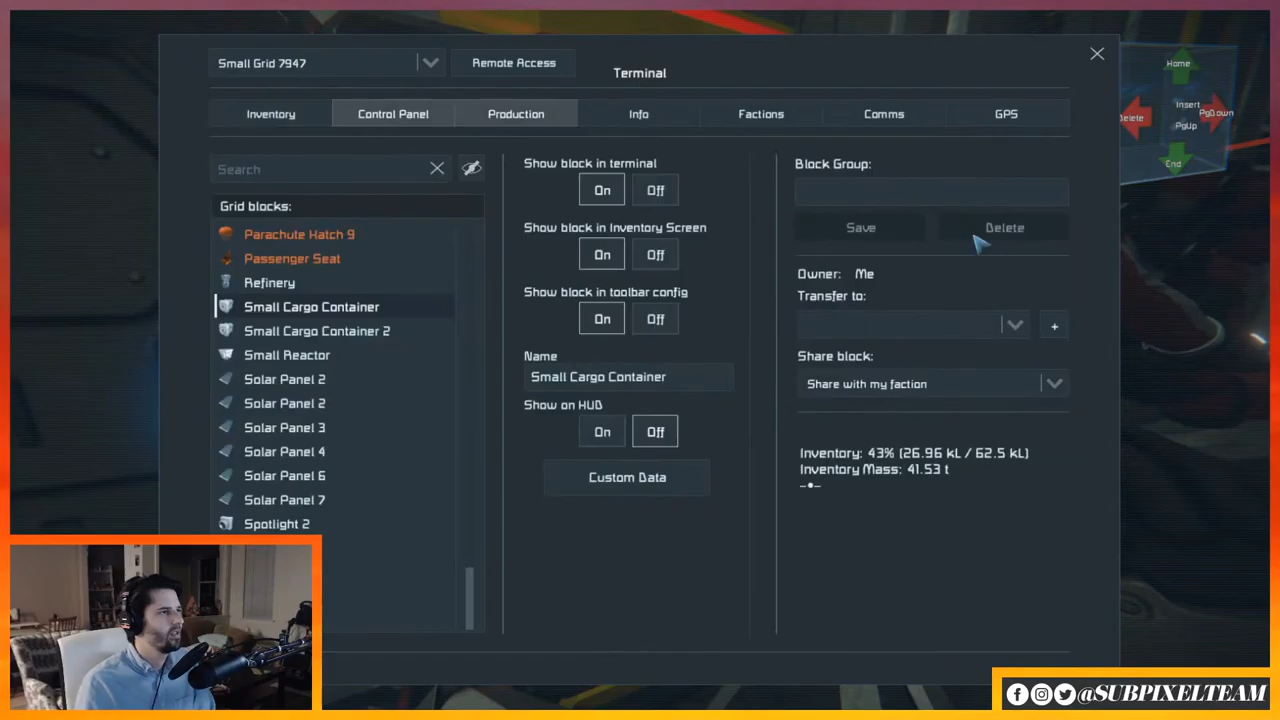 Small Grid 7947
Remote Access
Terminal
Home
Insert
Delete
PgDown
PgUp
End
Inventory
Control Panel
Production
Info
Factions
Comms
GPS
Search
Grid blocks:
Parachute Hatch 9
Passenger Seat
Refinery
Small Cargo Container
Small Cargo Container 2
Small Reactor
Solar Panel 2
Solar Panel 2
Solar Panel 3
Solar Panel 4
Solar Panel 6
Solar Panel 7
Spotlight 2
Show block in terminal
On Off
Show block in Inventory Screen
On Off
Show block in toolbar config
On Off
Name
Small Cargo Container
Show on HUD
On Off
Custom Data
Block Group:
Save Delete
Owner: Me
Transfer to:
+
Share block:
Share with my faction
Inventory: 43% (26.96 kL / 62.5 kL)
Inventory Mass: 41.53 t
@SUBPIXELTEAM